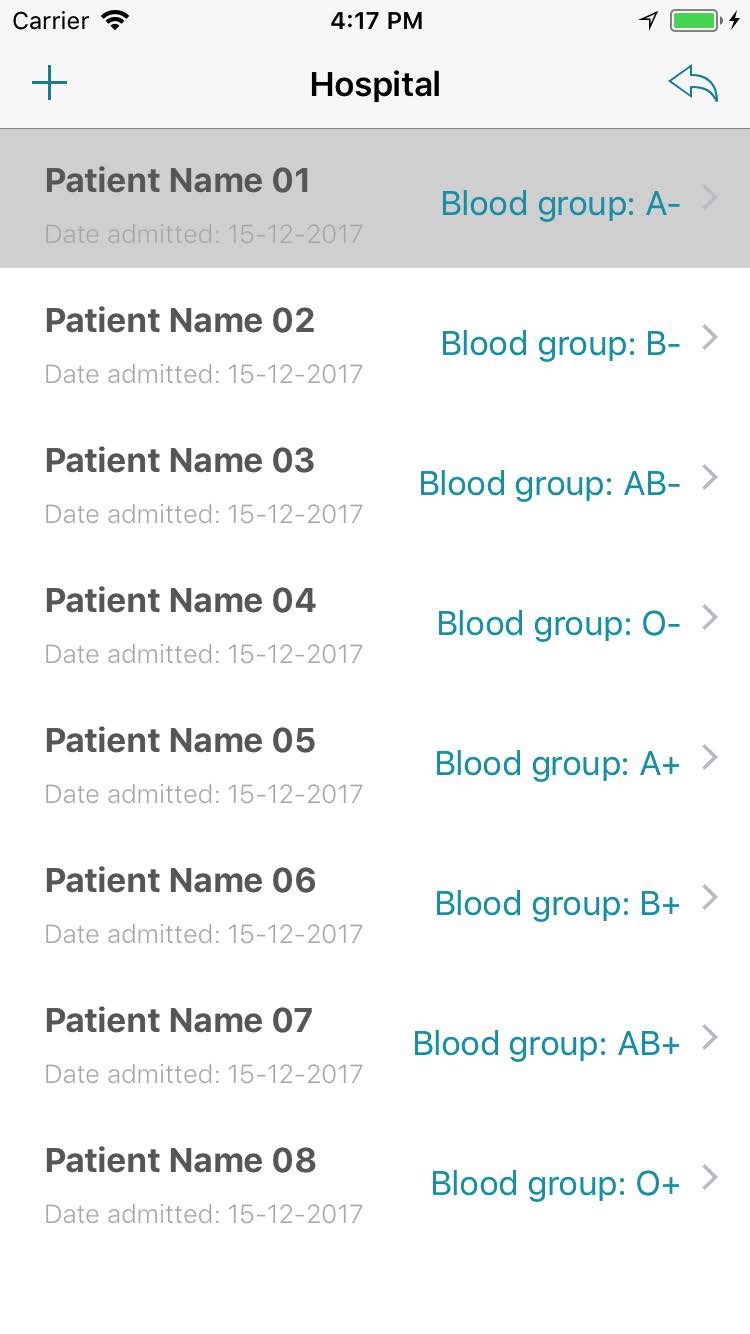 Carrier 4:17 PM
Hospital
Patient Name 01
Blood group: A-
Date admitted: 15-12-2017
Patient Name 02
Blood group: B-
Date admitted: 15-12-2017
Patient Name 03
Blood group: AB-
Date admitted: 15-12-2017
Patient Name 04
Blood group: O-
Date admitted: 15-12-2017
Patient Name 05
Blood group: A+
Date admitted: 15-12-2017
Patient Name 06
Blood group: B+
Date admitted: 15-12-2017
Patient Name 07
Blood group: AB+
Date admitted: 15-12-2017
Patient Name 08
Blood group: O+
Date admitted: 15-12-2017